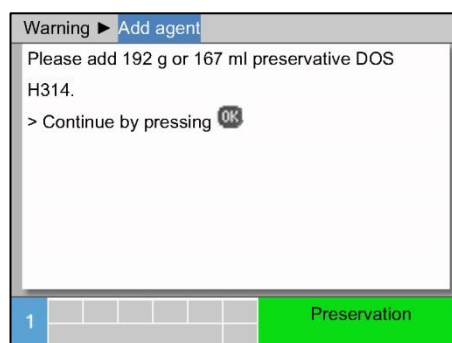 Warning ► Add agent
Please add 192 g or 167 ml preservative DOS
H314.
> Continue by pressing OK
1
Preservation